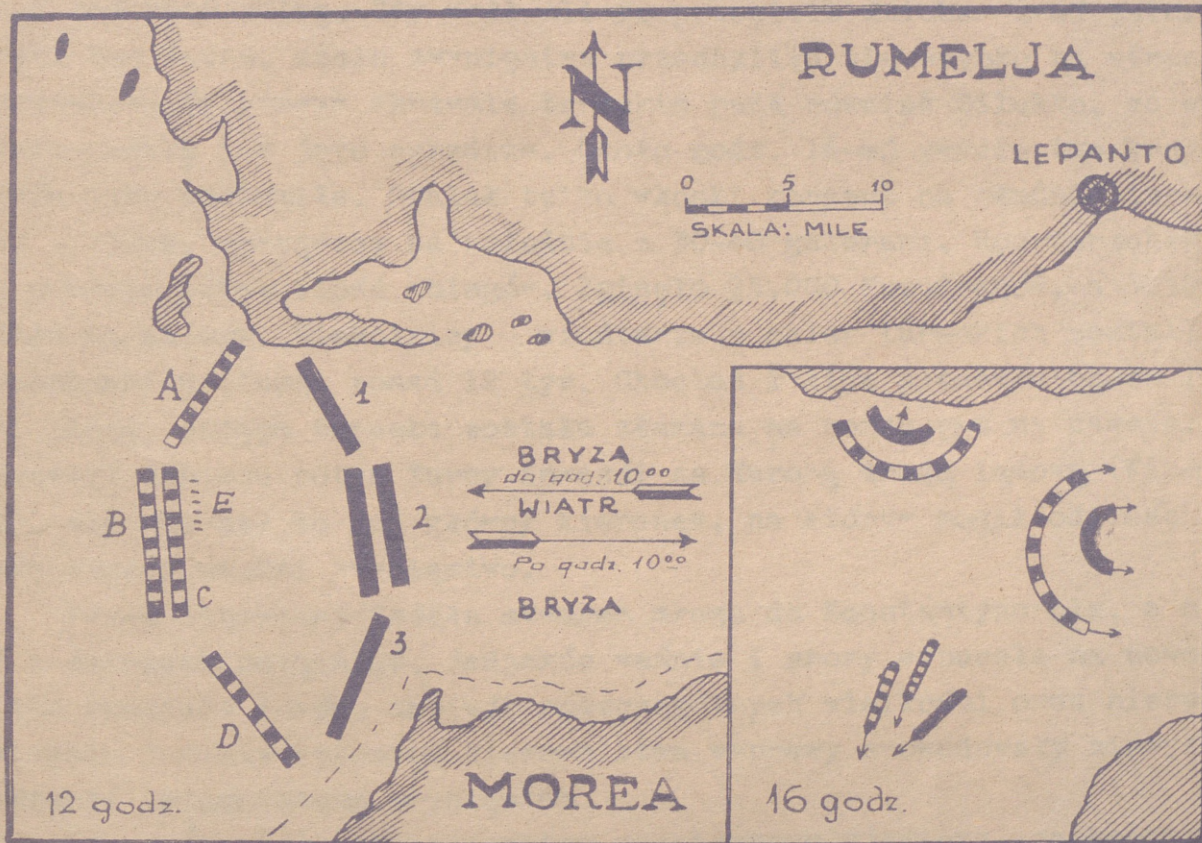 RUMELJA
N
LEPANTO
0 5 10
SKALA: MILE
A
1
BRYZA
da godz. 10⁰⁰
WIATR
Po godz. 10⁰⁰
BRYZA
B
E
2
C
3
D
12 godz.
MOREA
16 godz.